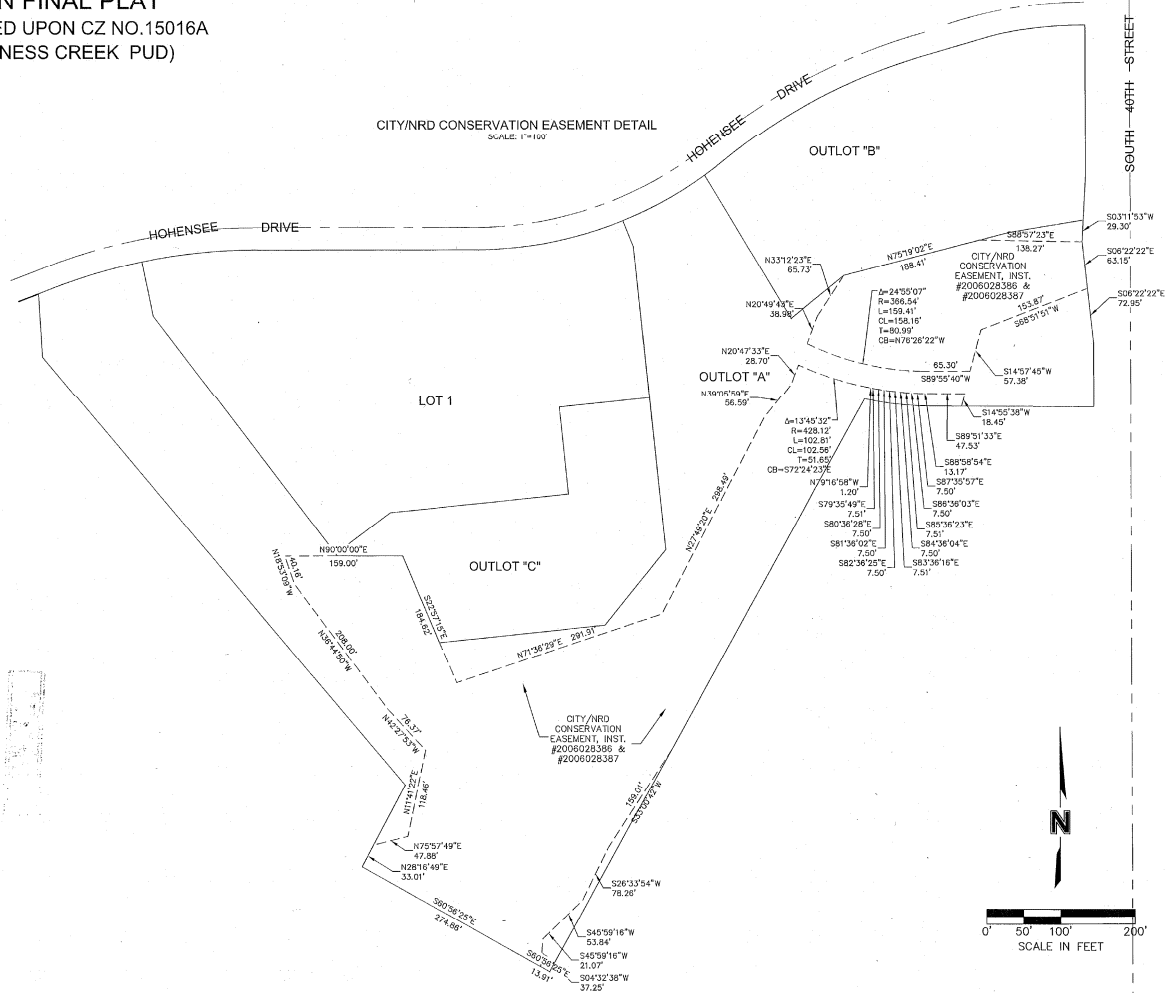 N FINAL PLAT
ED UPON CZ NO.15016A
NESS CREEK PUD)
CITY/NRD CONSERVATION EASEMENT DETAIL
SCALE: 1"=100'
HOHENSEE DRIVE
HOHENSEE DRIVE
SOUTH 40TH STREET
OUTLOT "B"
S03°11'53"W
29.30'
S88°57'23"E
138.27'
N75°19'02"E
188.41'
S06°22'22"E
63.15'
CITY/NRD
CONSERVATION
EASEMENT, INST.
#2006028386 &
#2006028387
N33°12'23"E
65.73'
S06°22'22"E
72.95'
153.87'
S68°51'51"W
N20°49'43"E
38.98'
Δ=24°55'07"
R=366.54'
L=159.41'
CL=158.16'
T=80.99'
CB=N76°26'22"W
N20°47'33"E
28.70'
65.30'
S89°55'40"W
S14°57'45"W
57.38'
OUTLOT "A"
N39°05'59"E
56.59'
LOT 1
S14°55'38"W
18.45'
Δ=13°45'32"
R=428.12'
L=102.81'
CL=102.56'
T=51.65'
CB=S72°24'23"E
S89°51'33"E
47.53'
S88°58'54"E
13.17'
N79°16'58"W
1.20'
S87°35'57"E
7.50'
S79°35'49"E
7.51'
S86°36'03"E
7.50'
S80°36'28"E
7.50'
S85°36'23"E
7.51'
S81°36'02"E
7.50'
S84°36'04"E
7.50'
S82°36'25"E
7.50'
S83°36'16"E
7.51'
N27°49'20"E 298.49'
N90°00'00"E
159.00'
OUTLOT "C"
40.16'
N18°53'09"W
S22°57'15"E
184.62'
208.00'
N36°44'50"W
N71°36'29"E 291.91'
76.37'
N42°27'53"W
CITY/NRD
CONSERVATION
EASEMENT, INST.
#2006028386 &
#2006028387
N11°41'22"E
118.46'
159.01'
S33°00'42"W
N75°57'49"E
47.88'
N28°16'49"E
33.01'
S26°33'54"W
78.26'
S60°56'25"E
274.86'
S45°59'16"W
53.84'
S45°59'16"W
21.07'
S60°56'25"E
13.91'
S04°32'38"W
37.25'
N
0' 50' 100' 200'
SCALE IN FEET